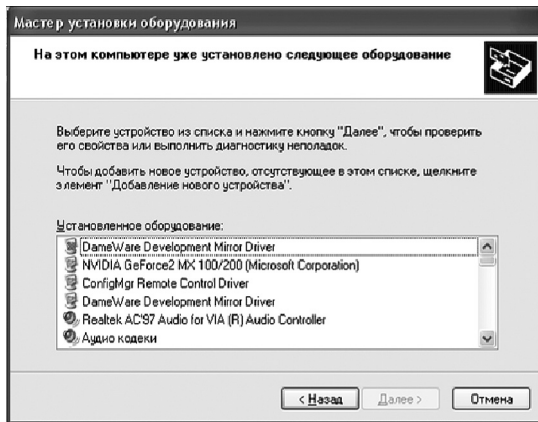 Мастер установки оборудования
На этом компьютере уже установлено следующее оборудование
Выберите устройство из списка и нажмите кнопку "Далее", чтобы проверить
его свойства или выполнить диагностику неполадок.
Чтобы добавить новое устройство, отсутствующее в этом списке, щелкните
элемент "Добавление нового устройства".
Установленное оборудование:
DameWare Development Mirror Driver
NVIDIA GeForce2 MX 100/200 (Microsoft Corporation)
ConfigMgr Remote Control Driver
DameWare Development Mirror Driver
Realtek AC'97 Audio for VIA (R) Audio Controller
Аудио кодеки
< Назад Далее > Отмена